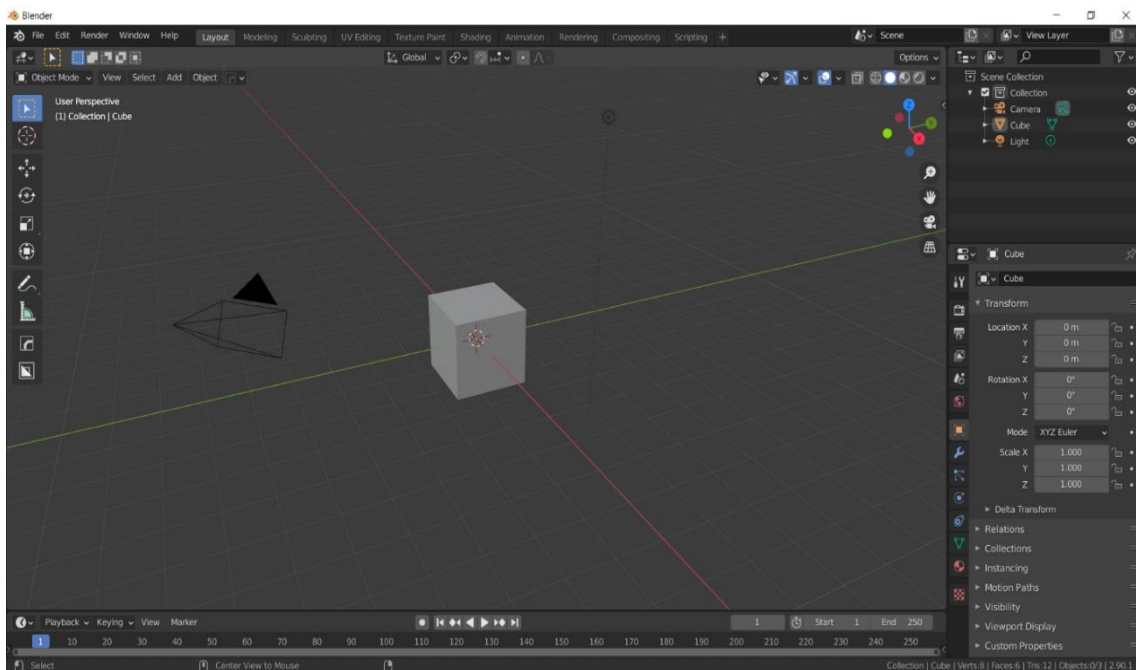 Blender
File Edit Render Window Help Layout Modeling Sculpting UV Editing Texture Paint Shading Animation Rendering Compositing Scripting + Scene View Layer
Global Options
Object Mode View Select Add Object
User Perspective
(1) Collection | Cube
Z
Y
X
Scene Collection
Collection
Camera
Cube
Light
Cube
Cube
Transform
Location X 0 m
Y 0 m
Z 0 m
Rotation X 0°
Y 0°
Z 0°
Mode XYZ Euler
Scale X 1.000
Y 1.000
Z 1.000
Delta Transform
Relations
Collections
Instancing
Motion Paths
Visibility
Viewport Display
Custom Properties
Playback Keying View Marker 1 Start 1 End 250
1 10 20 30 40 50 60 70 80 90 100 110 120 130 140 150 160 170 180 190 200 210 220 230 240 250
Select Center View to Mouse Collection | Cube | Verts:8 | Faces:6 | Tris:12 | Objects:0/3 | 2.90.1